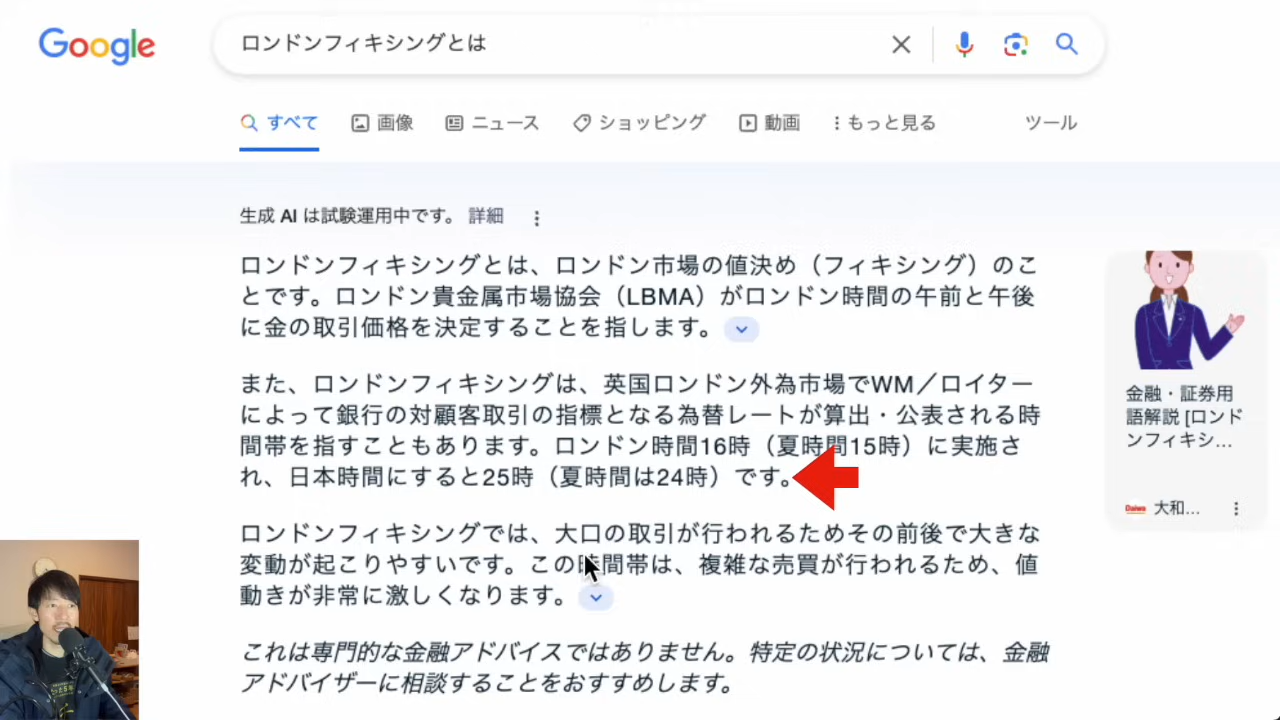 Google
ロンドンフィキシングとは
すべて
画像
ニュース
ショッピング
動画
もっと見る
ツール
生成 AI は試験運用中です。 詳細
ロンドンフィキシングとは、ロンドン市場の値決め（フィキシング）のこ
とです。ロンドン貴金属市場協会（LBMA）がロンドン時間の午前と午後
に金の取引価格を決定することを指します。
また、ロンドンフィキシングは、英国ロンドン外為市場でWM／ロイター
によって銀行の対顧客取引の指標となる為替レートが算出・公表される時
間帯を指すこともあります。ロンドン時間16時（夏時間15時）に実施さ
れ、日本時間にすると25時（夏時間は24時）です。
ロンドンフィキシングでは、大口の取引が行われるためその前後で大きな
変動が起こりやすいです。この時間帯は、複雑な売買が行われるため、値
動きが非常に激しくなります。
これは専門的な金融アドバイスではありません。特定の状況については、金融
アドバイザーに相談することをおすすめします。
金融・証券用
語解説 [ロンド
ンフィキシ...
Daiwa 大和...